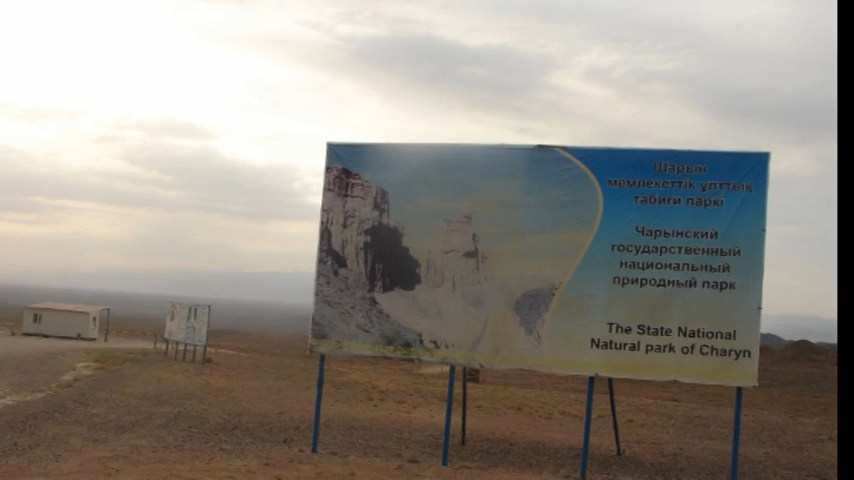 Шарын
мемлекеттік ұлттық
табиғи паркі
Чарынский
государственный
национальный
природный парк
The State National
Natural park of Charyn